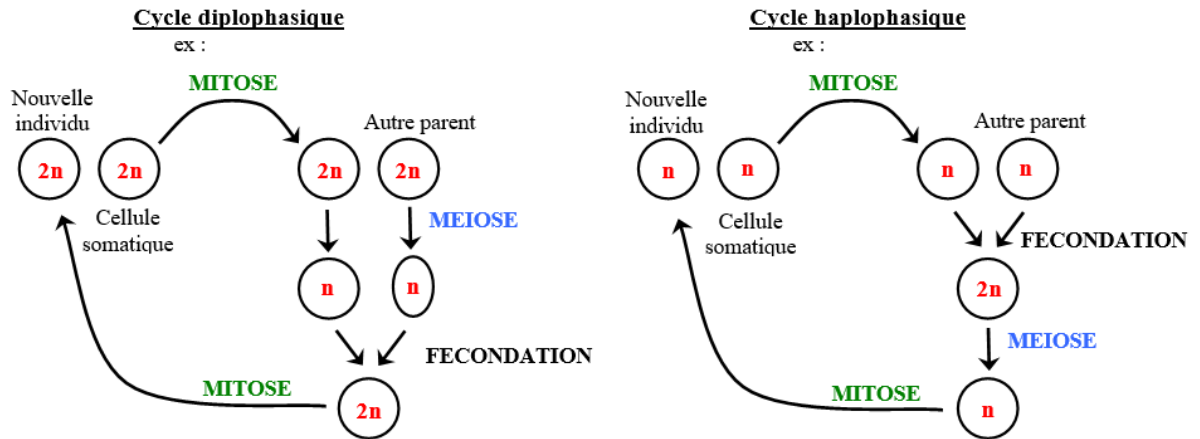 Cycle diplophasique
ex :
MITOSE
Nouvelle
individu
Autre parent
2n
2n
2n
2n
Cellule
somatique
MEIOSE
n
n
FECONDATION
MITOSE
2n
Cycle haplophasique
ex :
MITOSE
Nouvelle
individu
Autre parent
n
n
n
n
Cellule
somatique
FECONDATION
2n
MEIOSE
MITOSE
n